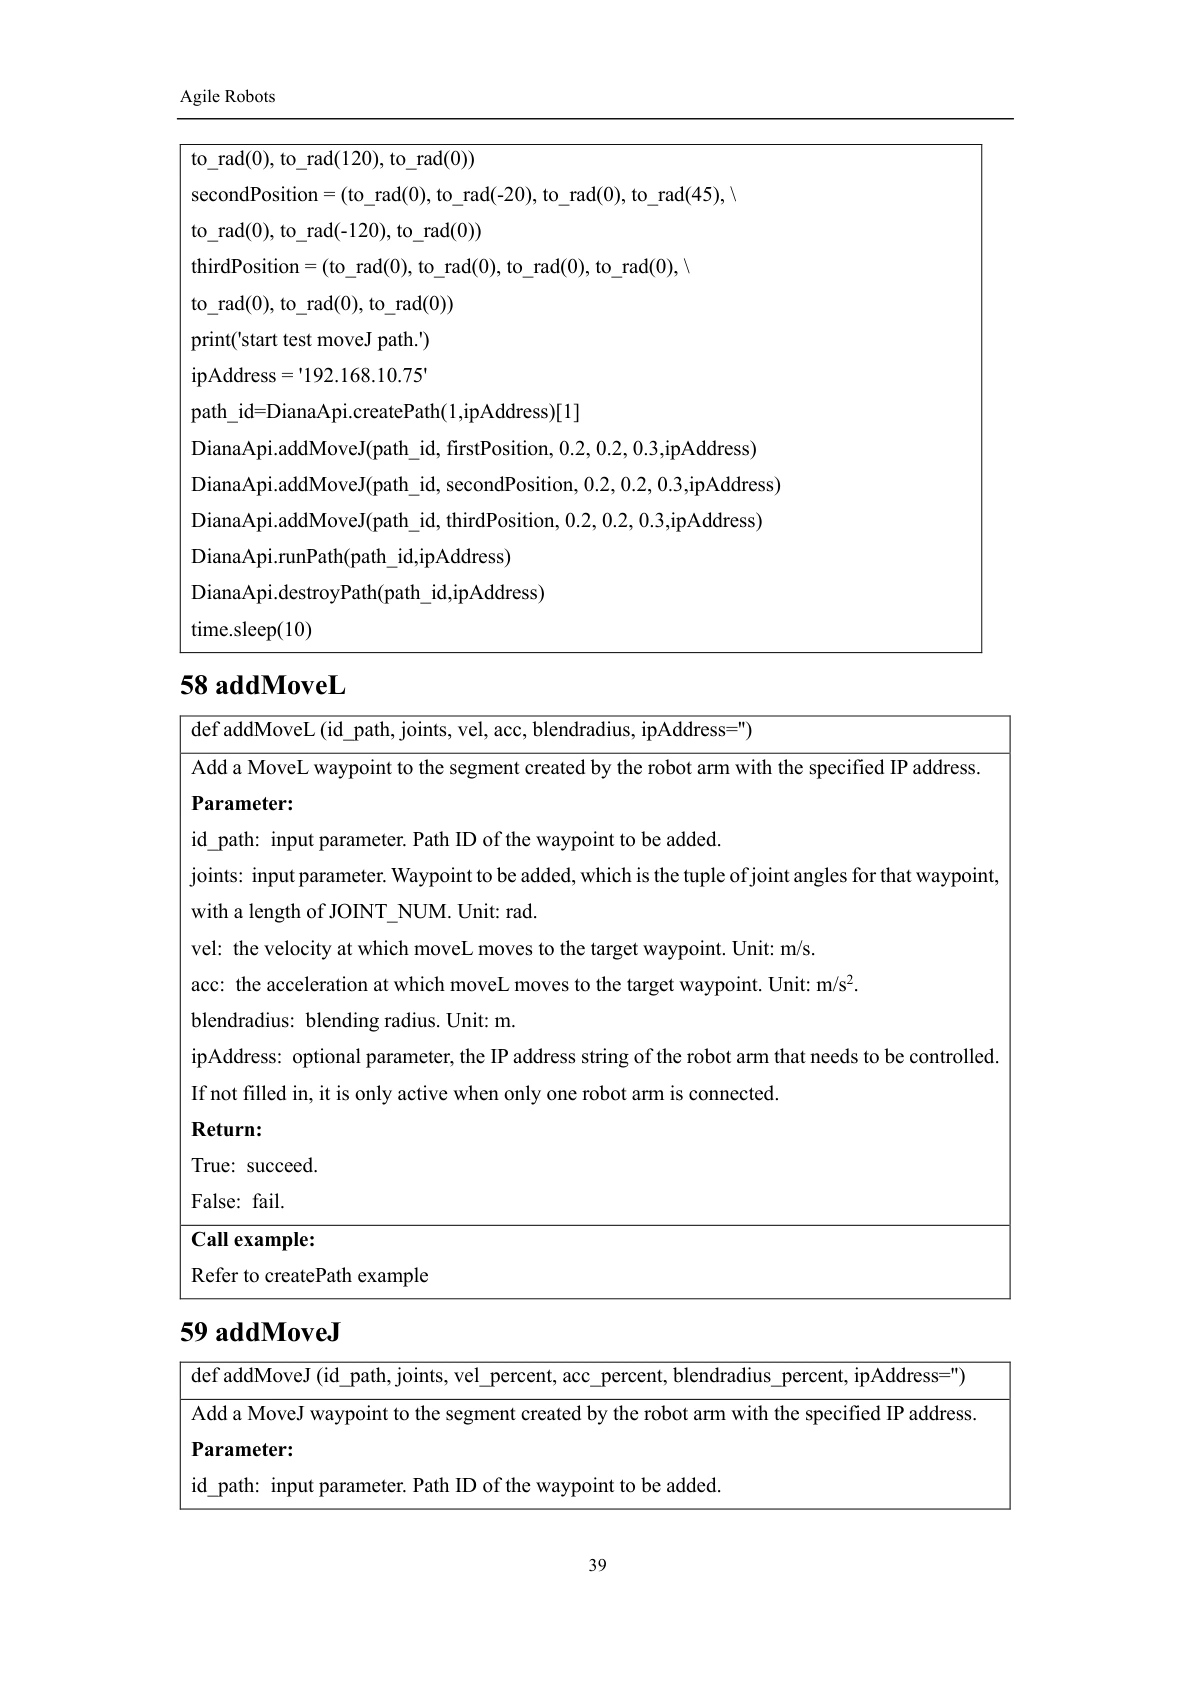 Agile Robots
to_rad(0), to_rad(120), to_rad(0))
secondPosition = (to_rad(0), to_rad(-20), to_rad(0), to_rad(45), \
to_rad(0), to_rad(-120), to_rad(0))
thirdPosition = (to_rad(0), to_rad(0), to_rad(0), to_rad(0), \
to_rad(0), to_rad(0), to_rad(0))
print('start test moveJ path.')
ipAddress = '192.168.10.75'
path_id=DianaApi.createPath(1,ipAddress)[1]
DianaApi.addMoveJ(path_id, firstPosition, 0.2, 0.2, 0.3,ipAddress)
DianaApi.addMoveJ(path_id, secondPosition, 0.2, 0.2, 0.3,ipAddress)
DianaApi.addMoveJ(path_id, thirdPosition, 0.2, 0.2, 0.3,ipAddress)
DianaApi.runPath(path_id,ipAddress)
DianaApi.destroyPath(path_id,ipAddress)
time.sleep(10)
58 addMoveL
def addMoveL (id_path, joints, vel, acc, blendradius, ipAddress='')
Add a MoveL waypoint to the segment created by the robot arm with the specified IP address.
Parameter:
id_path: input parameter. Path ID of the waypoint to be added.
joints: input parameter. Waypoint to be added, which is the tuple of joint angles for that waypoint,
with a length of JOINT_NUM. Unit: rad.
vel: the velocity at which moveL moves to the target waypoint. Unit: m/s.
acc: the acceleration at which moveL moves to the target waypoint. Unit: m/s².
blendradius: blending radius. Unit: m.
ipAddress: optional parameter, the IP address string of the robot arm that needs to be controlled.
If not filled in, it is only active when only one robot arm is connected.
Return:
True: succeed.
False: fail.
Call example:
Refer to createPath example
59 addMoveJ
def addMoveJ (id_path, joints, vel_percent, acc_percent, blendradius_percent, ipAddress='')
Add a MoveJ waypoint to the segment created by the robot arm with the specified IP address.
Parameter:
id_path: input parameter. Path ID of the waypoint to be added.
39